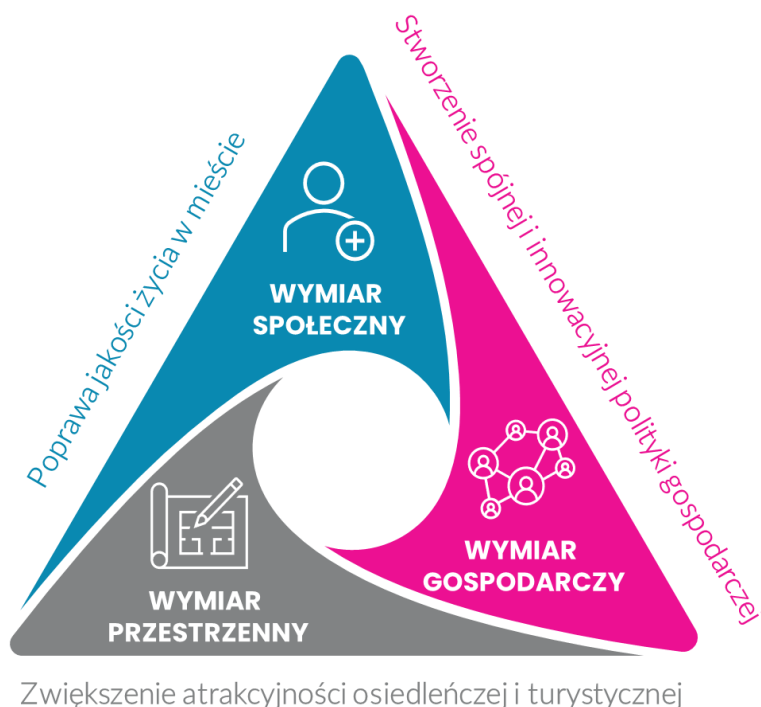 Poprawa jakości życia w mieście
Stworzenie spójnej i innowacyjnej polityki gospodarczej
WYMIAR
SPOŁECZNY
WYMIAR
GOSPODARCZY
WYMIAR
PRZESTRZENNY
Zwiększenie atrakcyjności osiedleńczej i turystycznej